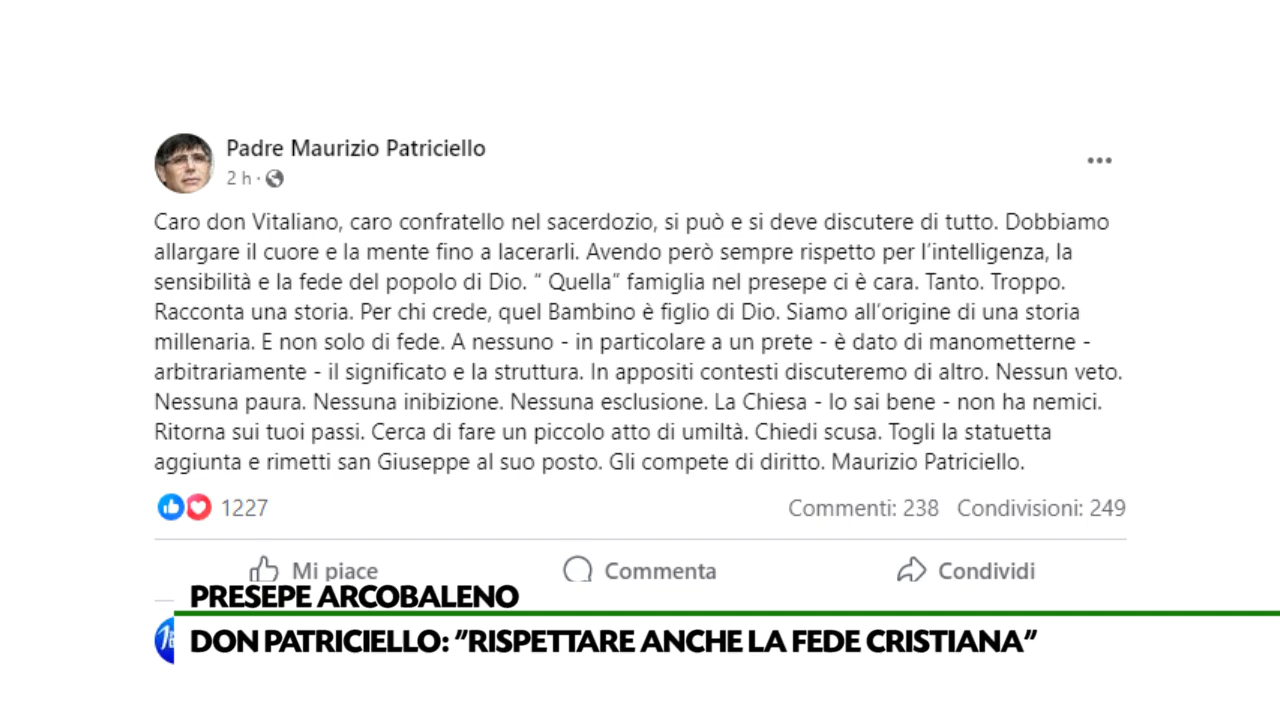 Padre Maurizio Patriciello
2 h ·
Caro don Vitaliano, caro confratello nel sacerdozio, si può e si deve discutere di tutto. Dobbiamo
allargare il cuore e la mente fino a lacerarli. Avendo però sempre rispetto per l'intelligenza, la
sensibilità e la fede del popolo di Dio. “ Quella” famiglia nel presepe ci è cara. Tanto. Troppo.
Racconta una storia. Per chi crede, quel Bambino è figlio di Dio. Siamo all'origine di una storia
millenaria. E non solo di fede. A nessuno - in particolare a un prete - è dato di manometterne -
arbitrariamente - il significato e la struttura. In appositi contesti discuteremo di altro. Nessun veto.
Nessuna paura. Nessuna inibizione. Nessuna esclusione. La Chiesa - lo sai bene - non ha nemici.
Ritorna sui tuoi passi. Cerca di fare un piccolo atto di umiltà. Chiedi scusa. Togli la statuetta
aggiunta e rimetti san Giuseppe al suo posto. Gli compete di diritto. Maurizio Patriciello.
1227 Commenti: 238 Condivisioni: 249
Mi piace Commenta Condividi
PRESEPE ARCOBALENO
DON PATRICIELLO: “RISPETTARE ANCHE LA FEDE CRISTIANA”